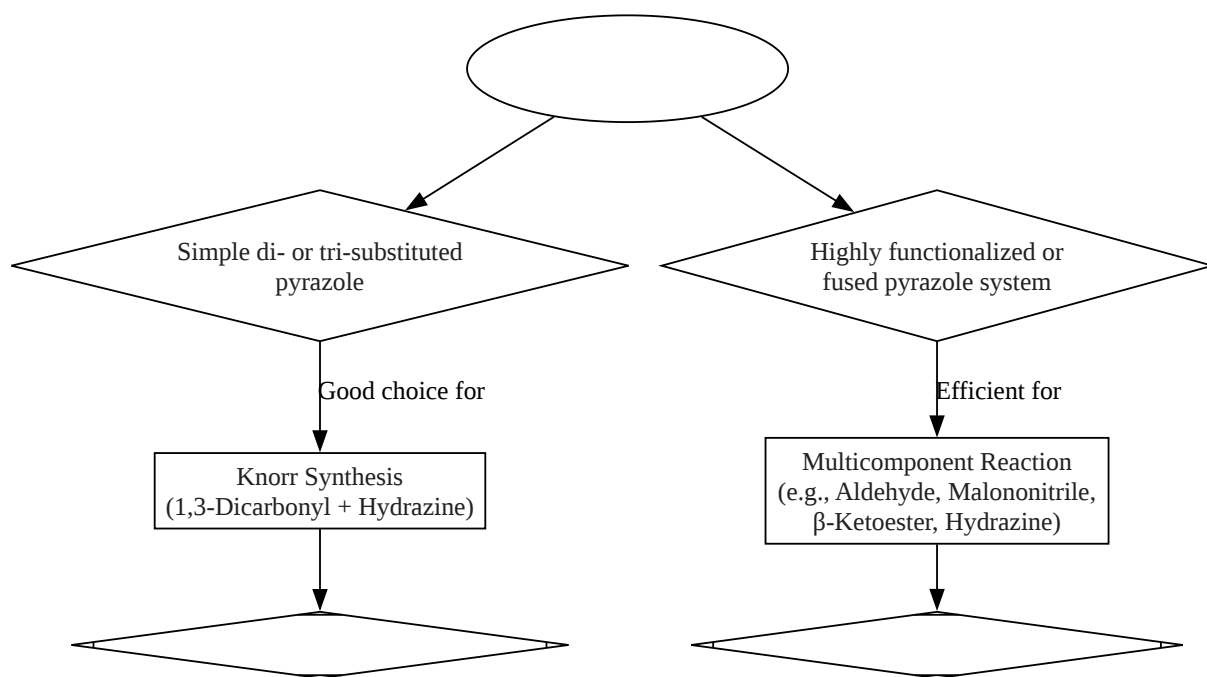 Simple di- or tri-substituted
pyrazole
Highly functionalized or
fused pyrazole system
Good choice for
Efficient for
Knorr Synthesis
(1,3-Dicarbonyl + Hydrazine)
Multicomponent Reaction
(e.g., Aldehyde, Malononitrile,
β-Ketoester, Hydrazine)